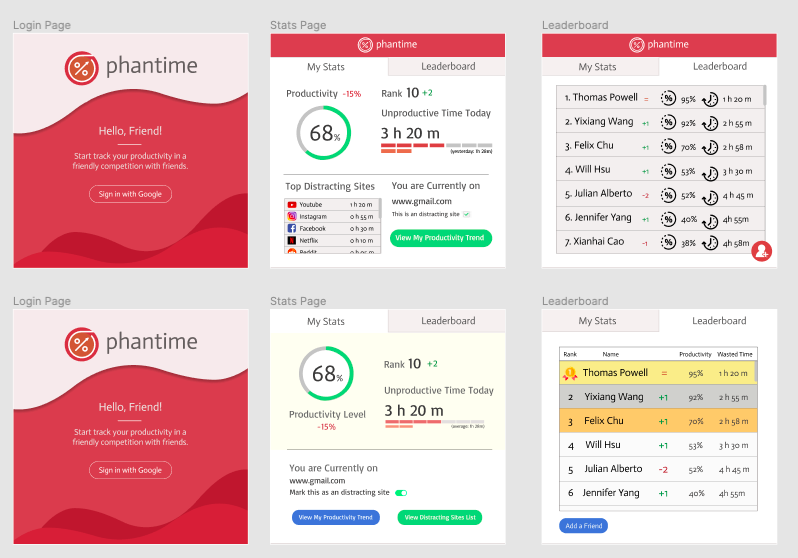 Login Page
phantime
Hello, Friend!
Start track your productivity in a
friendly competition with friends.
Sign in with Google
Stats Page
phantime
My Stats
Leaderboard
Productivity -15%
68%
Rank 10 +2
Unproductive Time Today
3 h 20 m
(yesterday: 1h 28m)
Top Distracting Sites
Youtube 1 h 20 m
Instagram 0 h 55 m
Facebook 0 h 30 m
Netflix 0 h 10 m
Reddit 0 h 05 m
You are Currently on
www.gmail.com
This is an distracting site
View My Productivity Trend
Leaderboard
phantime
My Stats
Leaderboard
1. Thomas Powell = % 95% 1 h 20 m
2. Yixiang Wang +1 % 92% 2 h 55 m
3. Felix Chu +1 % 70% 2 h 58 m
4. Will Hsu +1 % 53% 3 h 30 m
5. Julian Alberto -2 % 52% 4 h 45 m
6. Jennifer Yang +1 % 40% 4h 55m
7. Xianhai Cao -1 % 38% 4h 58m
Login Page
phantime
Hello, Friend!
Start track your productivity in a
friendly competition with friends.
Sign in with Google
Stats Page
My Stats
Leaderboard
68%
Productivity Level
-15%
Rank 10 +2
Unproductive Time Today
3 h 20 m
(average: 1h 28m)
You are Currently on
www.gmail.com
Mark this as an distracting site
View My Productivity Trend
View Distracting Sites List
Leaderboard
My Stats
Leaderboard
Rank Name Productivity Wasted Time
1 Thomas Powell = 95% 1 h 20 m
2 Yixiang Wang +1 92% 2 h 55 m
3 Felix Chu +1 70% 2 h 58 m
4 Will Hsu +1 53% 3 h 30 m
5 Julian Alberto -2 52% 4 h 45 m
6 Jennifer Yang +1 40% 4h 55m
Add a Friend